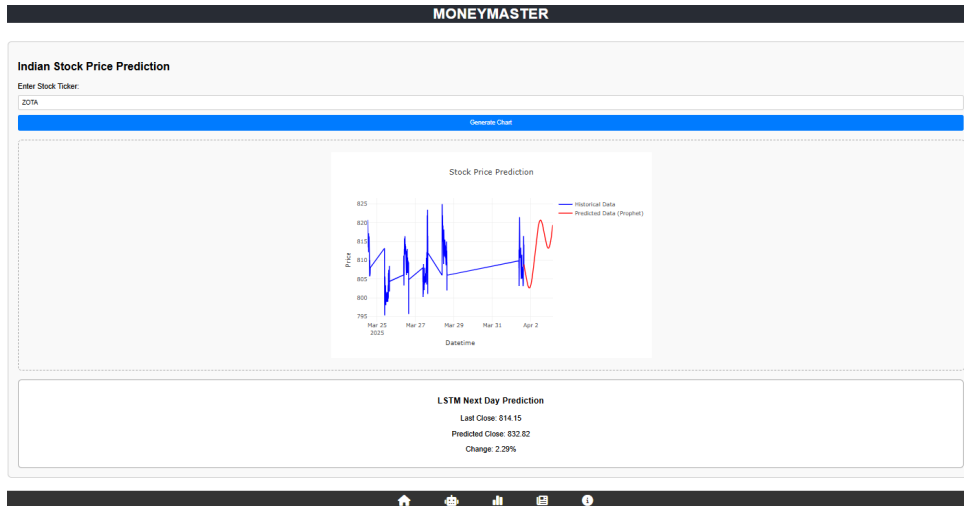 MONEYMASTER
Indian Stock Price Prediction
Enter Stock Ticker:
ZOTA
Generate Chart
Stock Price Prediction
Historical Data
Predicted Data (Prophet)
825
820
815
810
805
800
795
Price
Mar 25
2025
Mar 27
Mar 29
Mar 31
Apr 2
Datetime
LSTM Next Day Prediction
Last Close: 814.15
Predicted Close: 832.82
Change: 2.29%